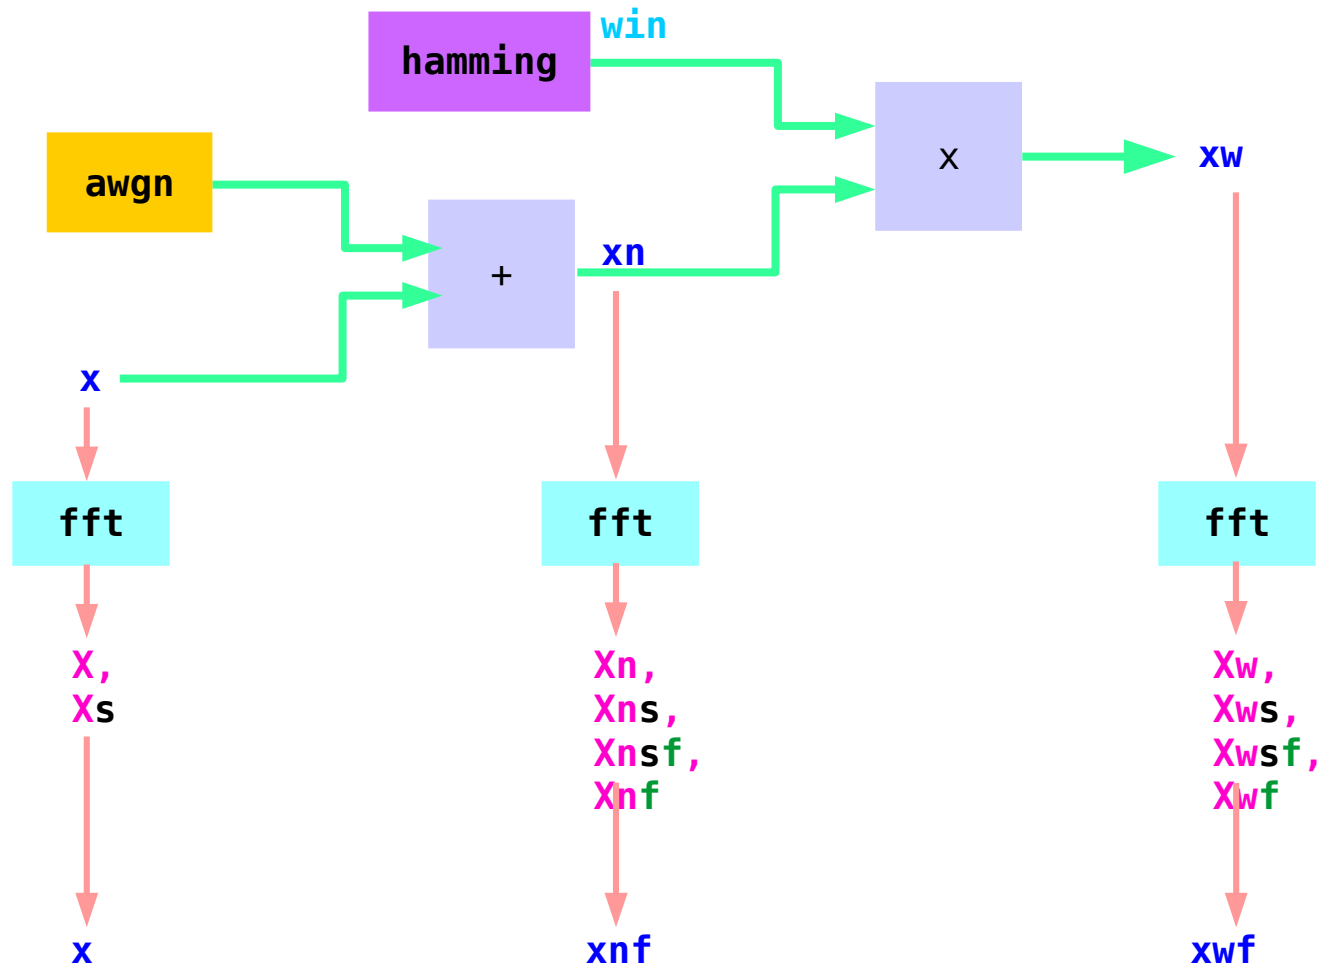 win
hamming
x
xw
awgn
xn
+
x
fft
fft
fft
X,
Xs
Xn,
Xns,
Xnsf,
Xnf
Xw,
Xws,
Xwsf,
Xwf
x
xnf
xwf